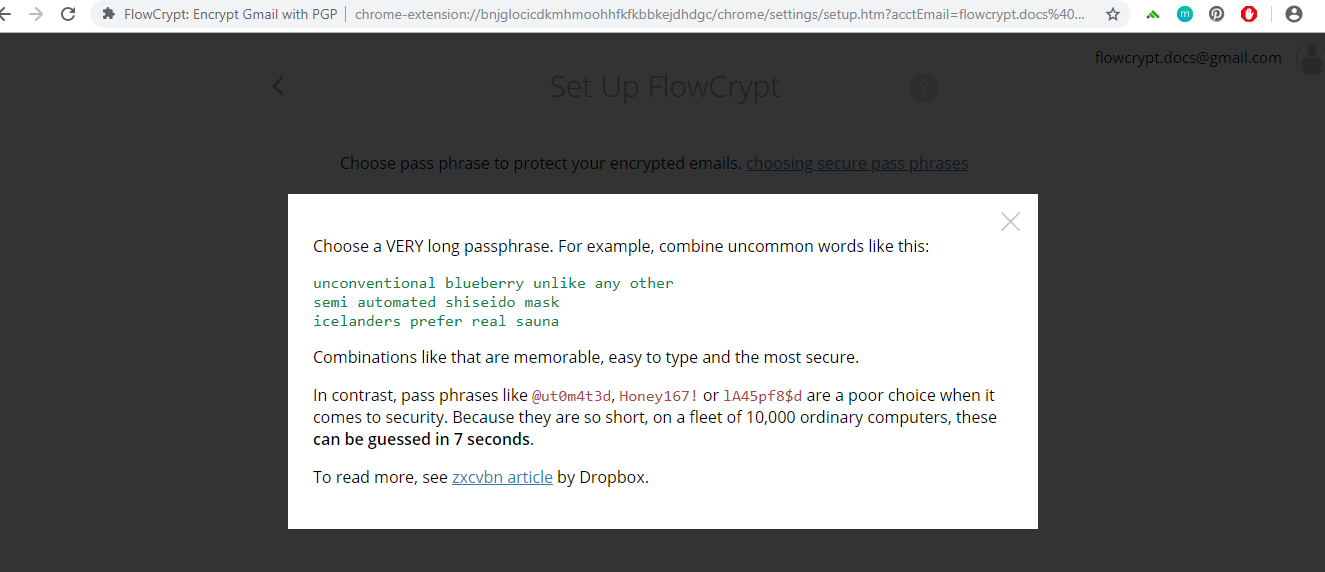 FlowCrypt: Encrypt Gmail with PGP
chrome-extension://bnjglocicdkmhmoohhfkfkbbkejdhdgc/chrome/settings/setup.htm?acctEmail=flowcrypt.docs%40...
m
flowcrypt.docs@gmail.com
Set Up FlowCrypt
?
Choose pass phrase to protect your encrypted emails. choosing secure pass phrases
Choose a VERY long passphrase. For example, combine uncommon words like this:
unconventional blueberry unlike any other
semi automated shiseido mask
icelanders prefer real sauna
Combinations like that are memorable, easy to type and the most secure.
In contrast, pass phrases like @ut0m4t3d, Honey167! or lA45pf8$d are a poor choice when it
comes to security. Because they are so short, on a fleet of 10,000 ordinary computers, these
can be guessed in 7 seconds.
To read more, see zxcvbn article by Dropbox.